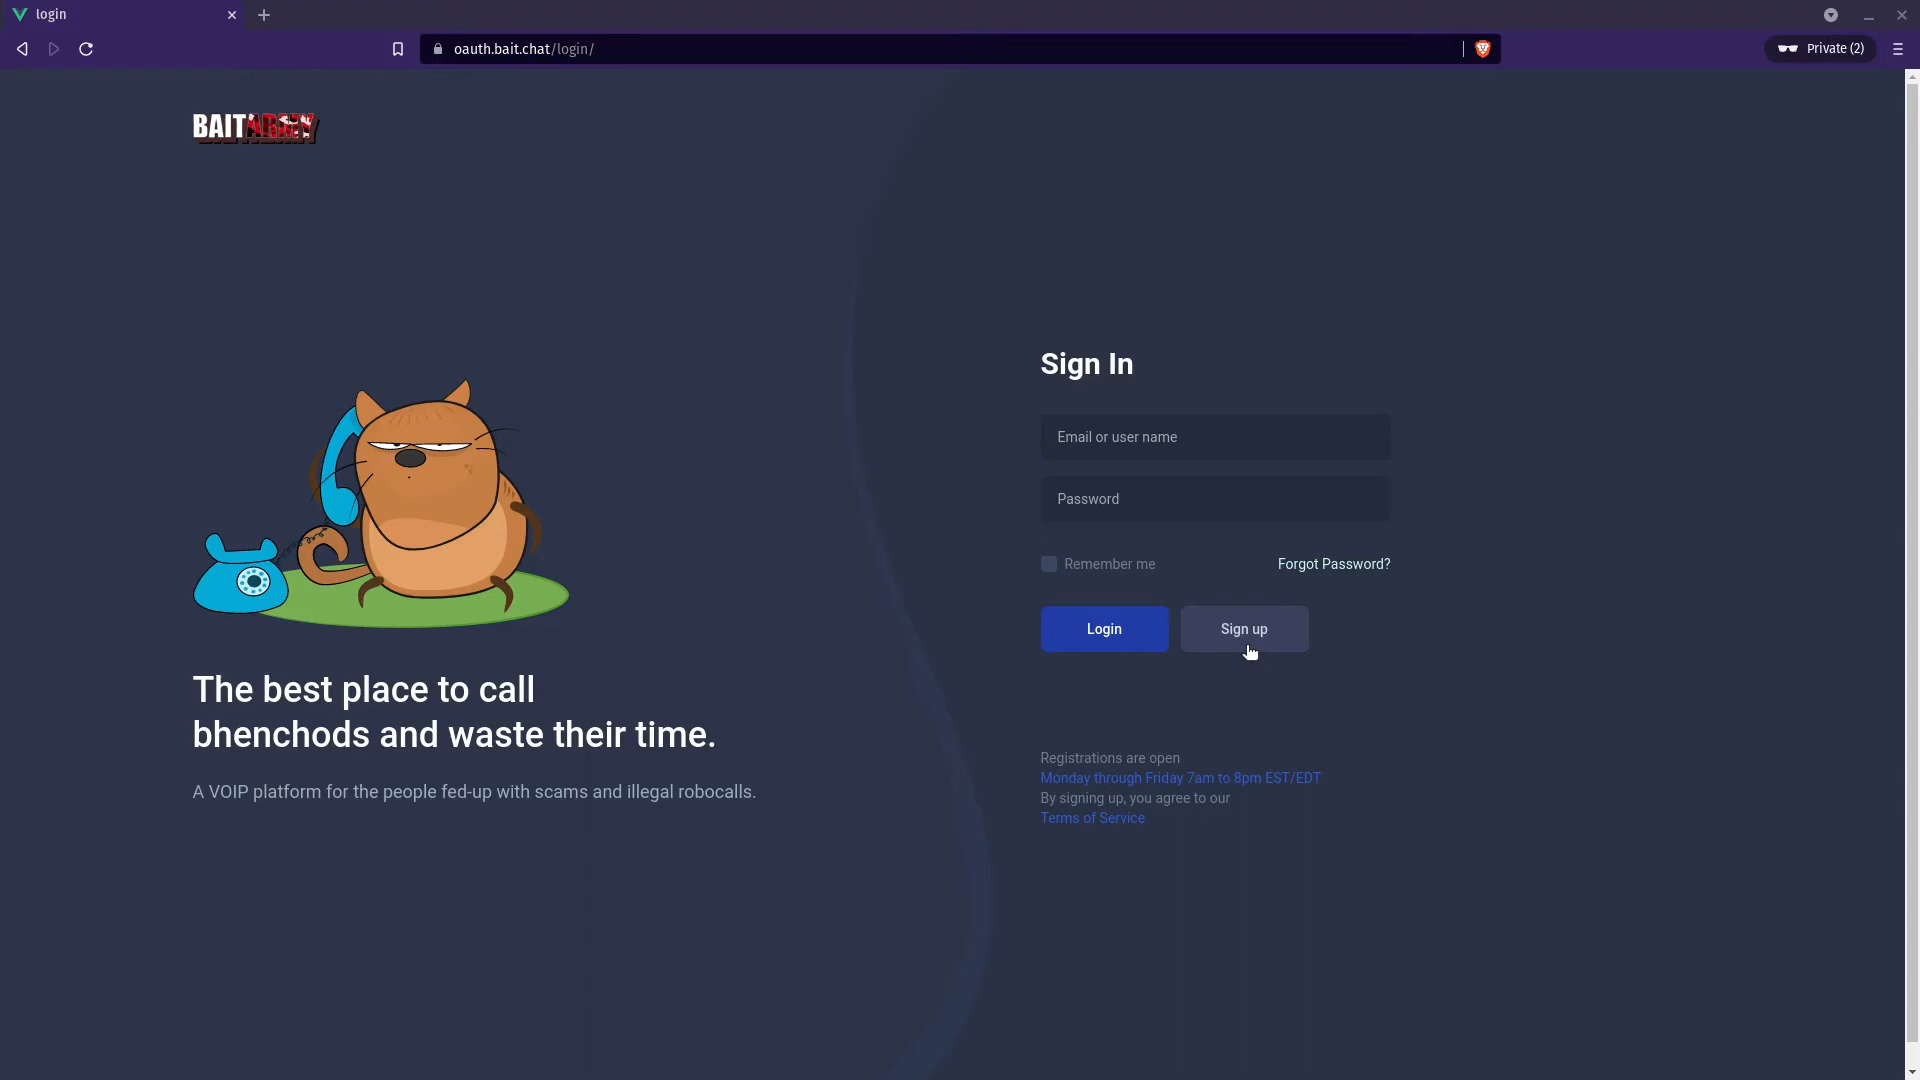 login
oauth.bait.chat/login/
Private (2)
BAITARMY
Sign In
Email or user name
Password
Remember me
Forgot Password?
Login
Sign up
The best place to call
bhenchods and waste their time.
A VOIP platform for the people fed-up with scams and illegal robocalls.
Registrations are open
Monday through Friday 7am to 8pm EST/EDT
By signing up, you agree to our
Terms of Service